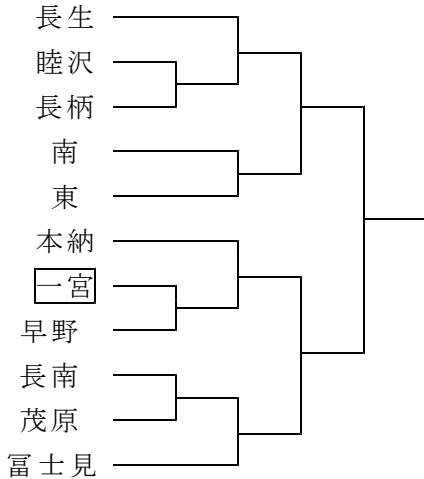 長生
睦沢
長柄
南
東
本納
一宮
早野
長南
茂原
冨士見